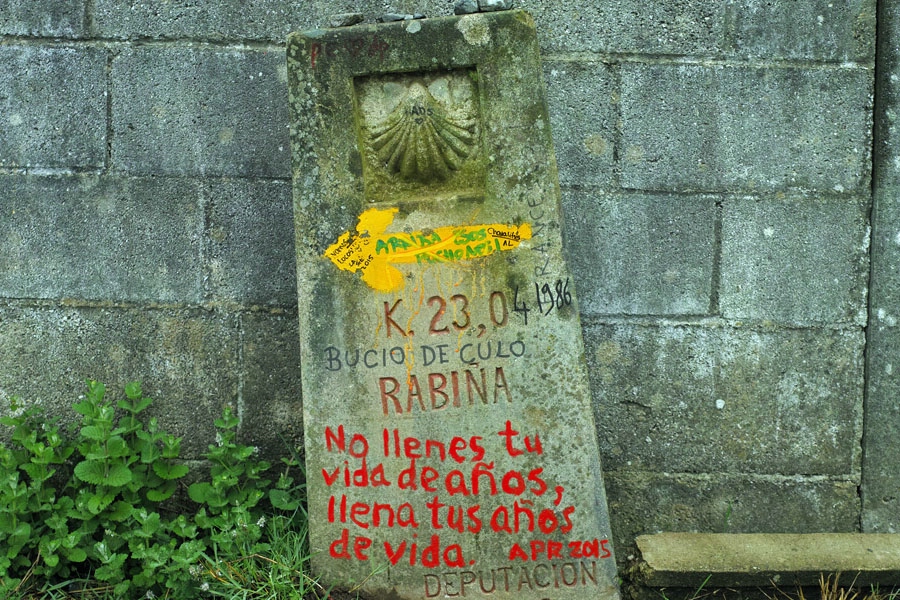 K. 23,0
4 1986
BUCIO DE CULO
RABIÑA
No llenes tu
vida de años,
llena tus años
de vida. APR 2015
DEPUTACION